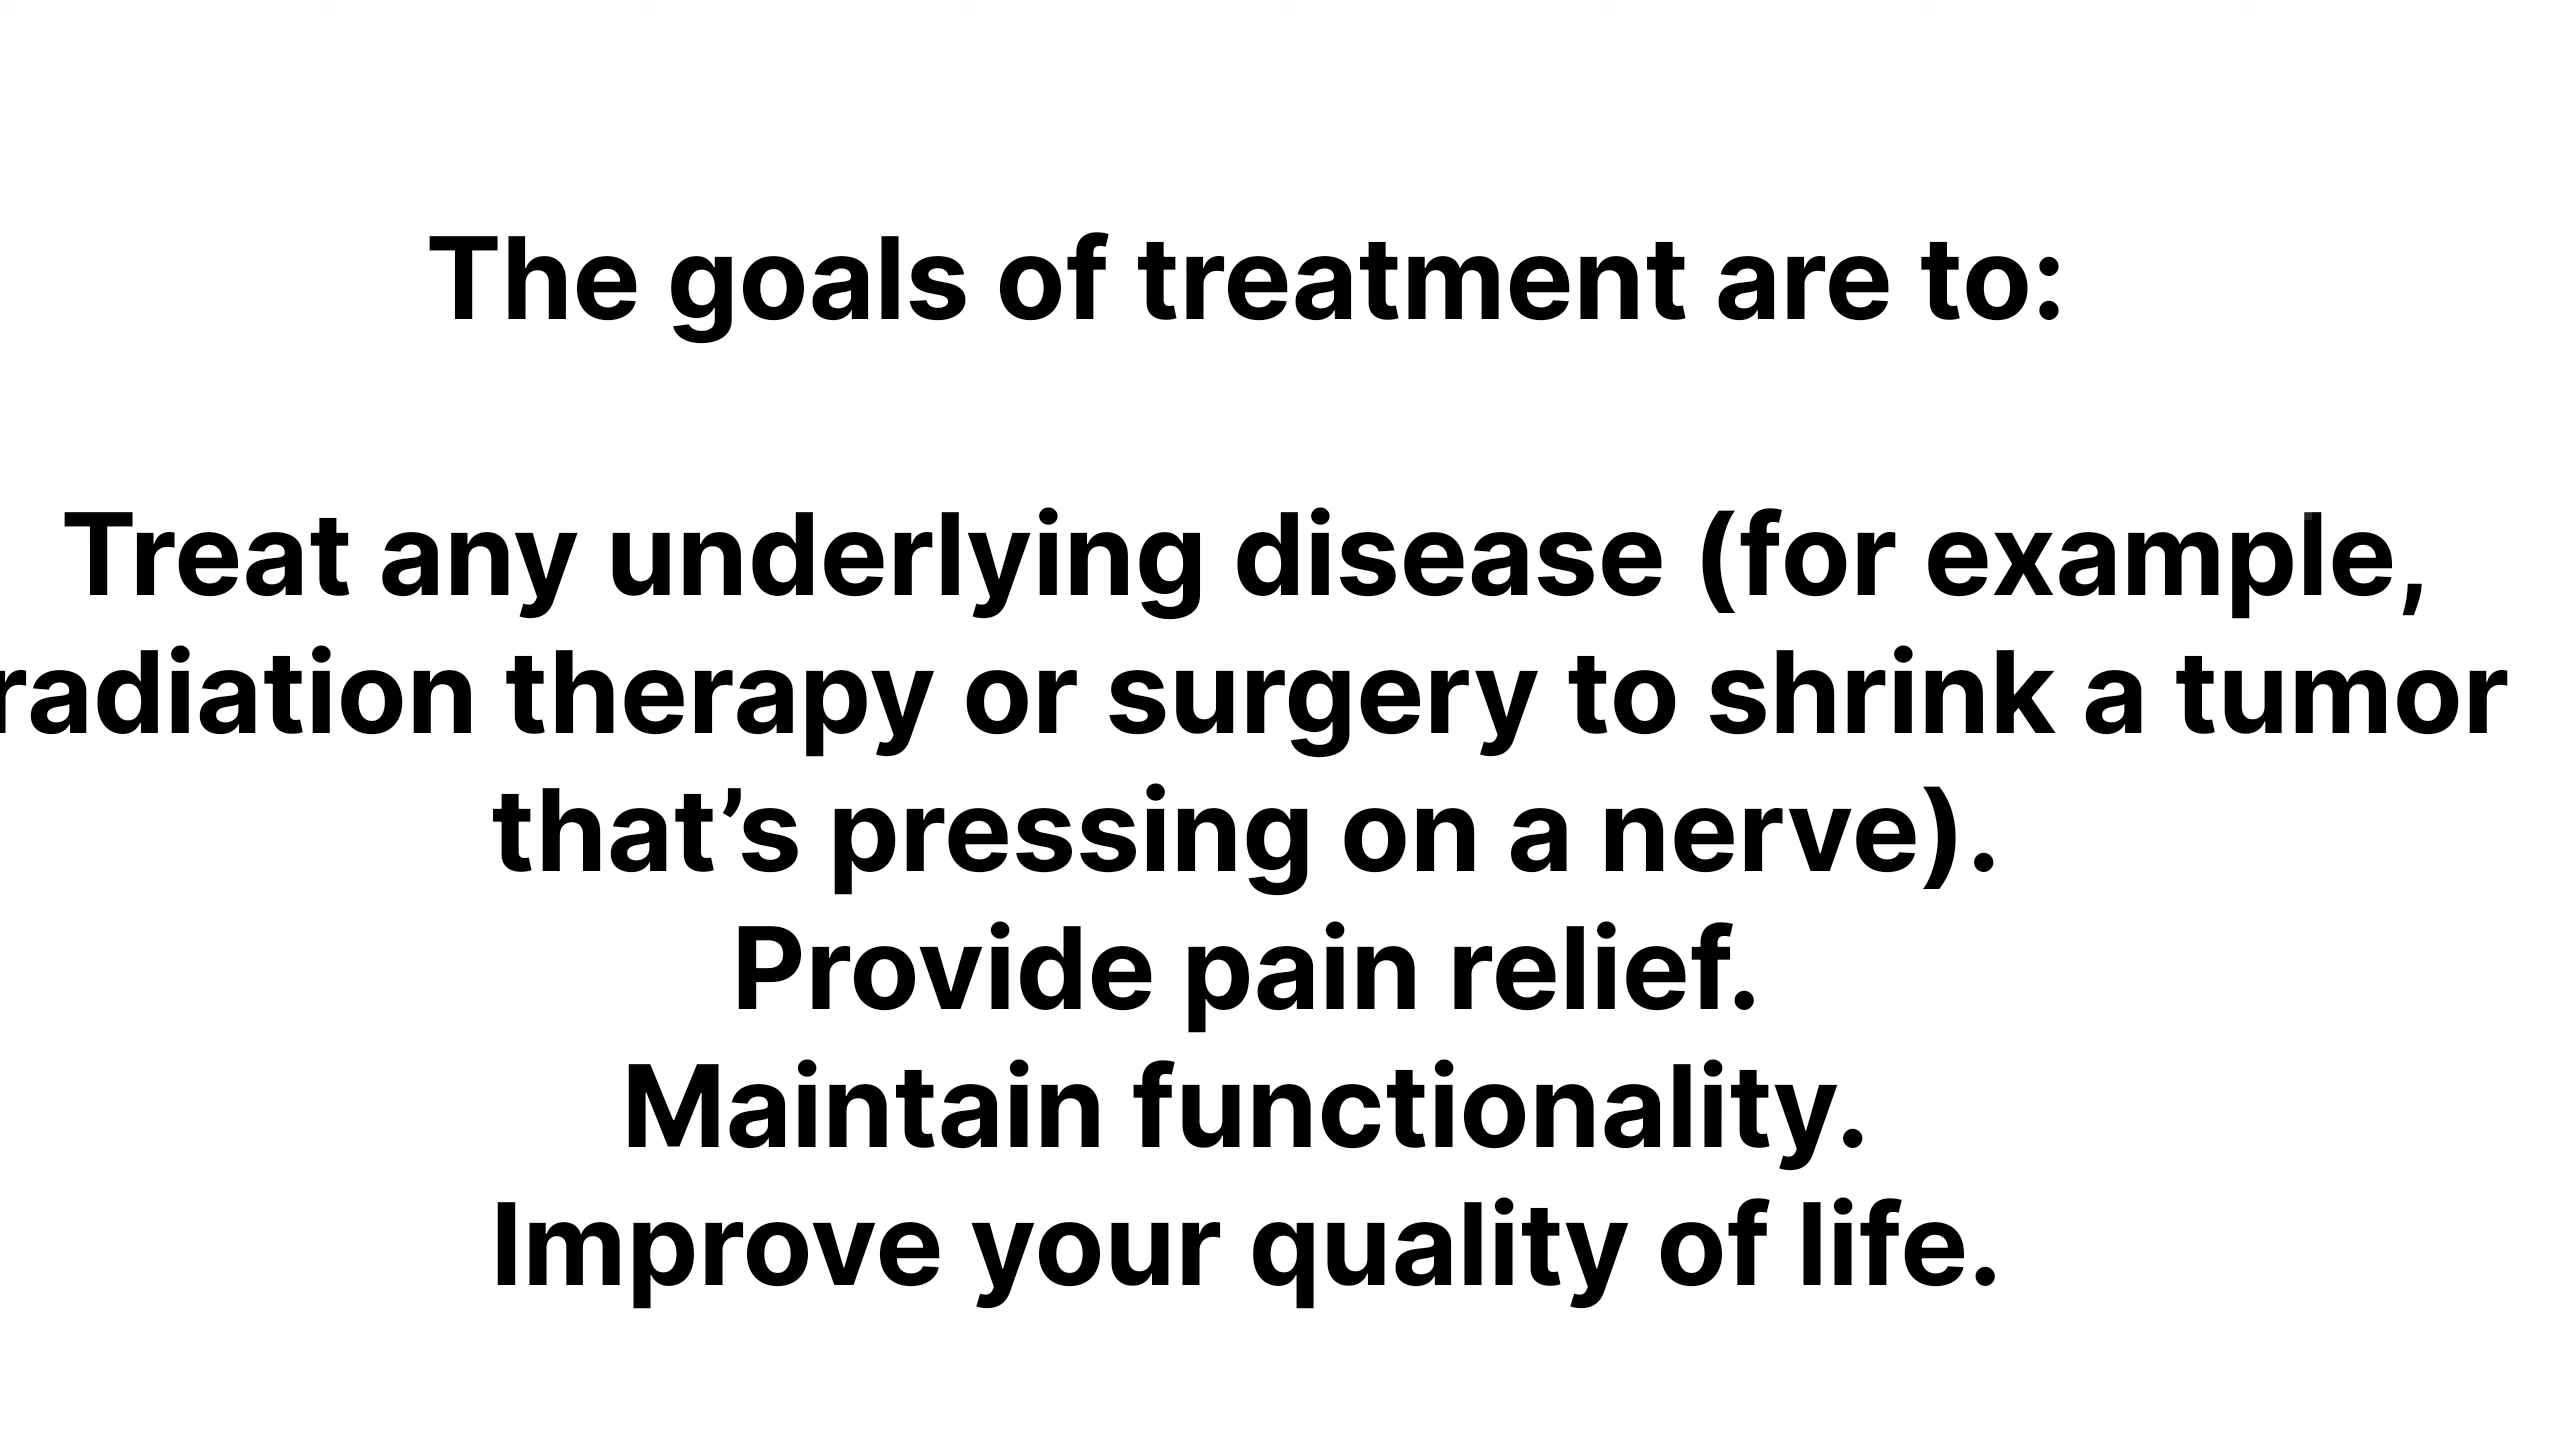 The goals of treatment are to:
Treat any underlying disease (for example,
radiation therapy or surgery to shrink a tumor
that’s pressing on a nerve).
Provide pain relief.
Maintain functionality.
Improve your quality of life.